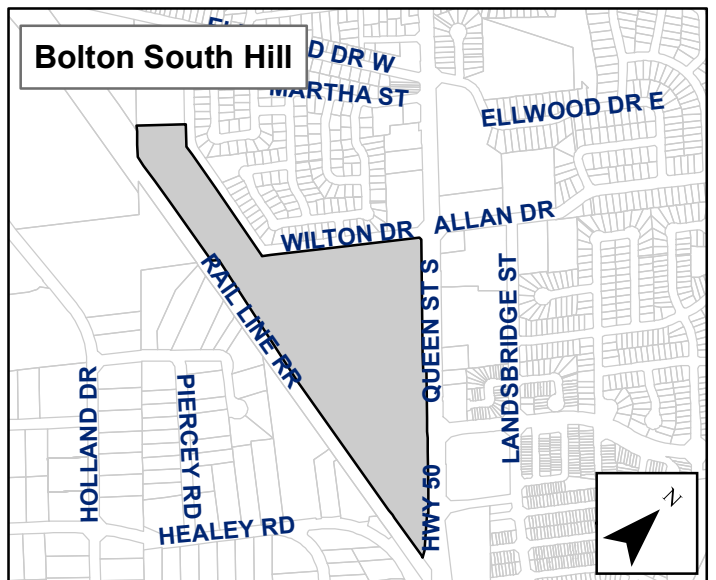 Bolton South Hill
D DR W
MARTHA ST
ELLWOOD DR E
WILTON DR
ALLAN DR
RAIL LINE RR
QUEEN ST S
LANDSBRIDGE ST
HOLLAND DR
PIERCEY RD
HWY 50
HEALEY RD
N